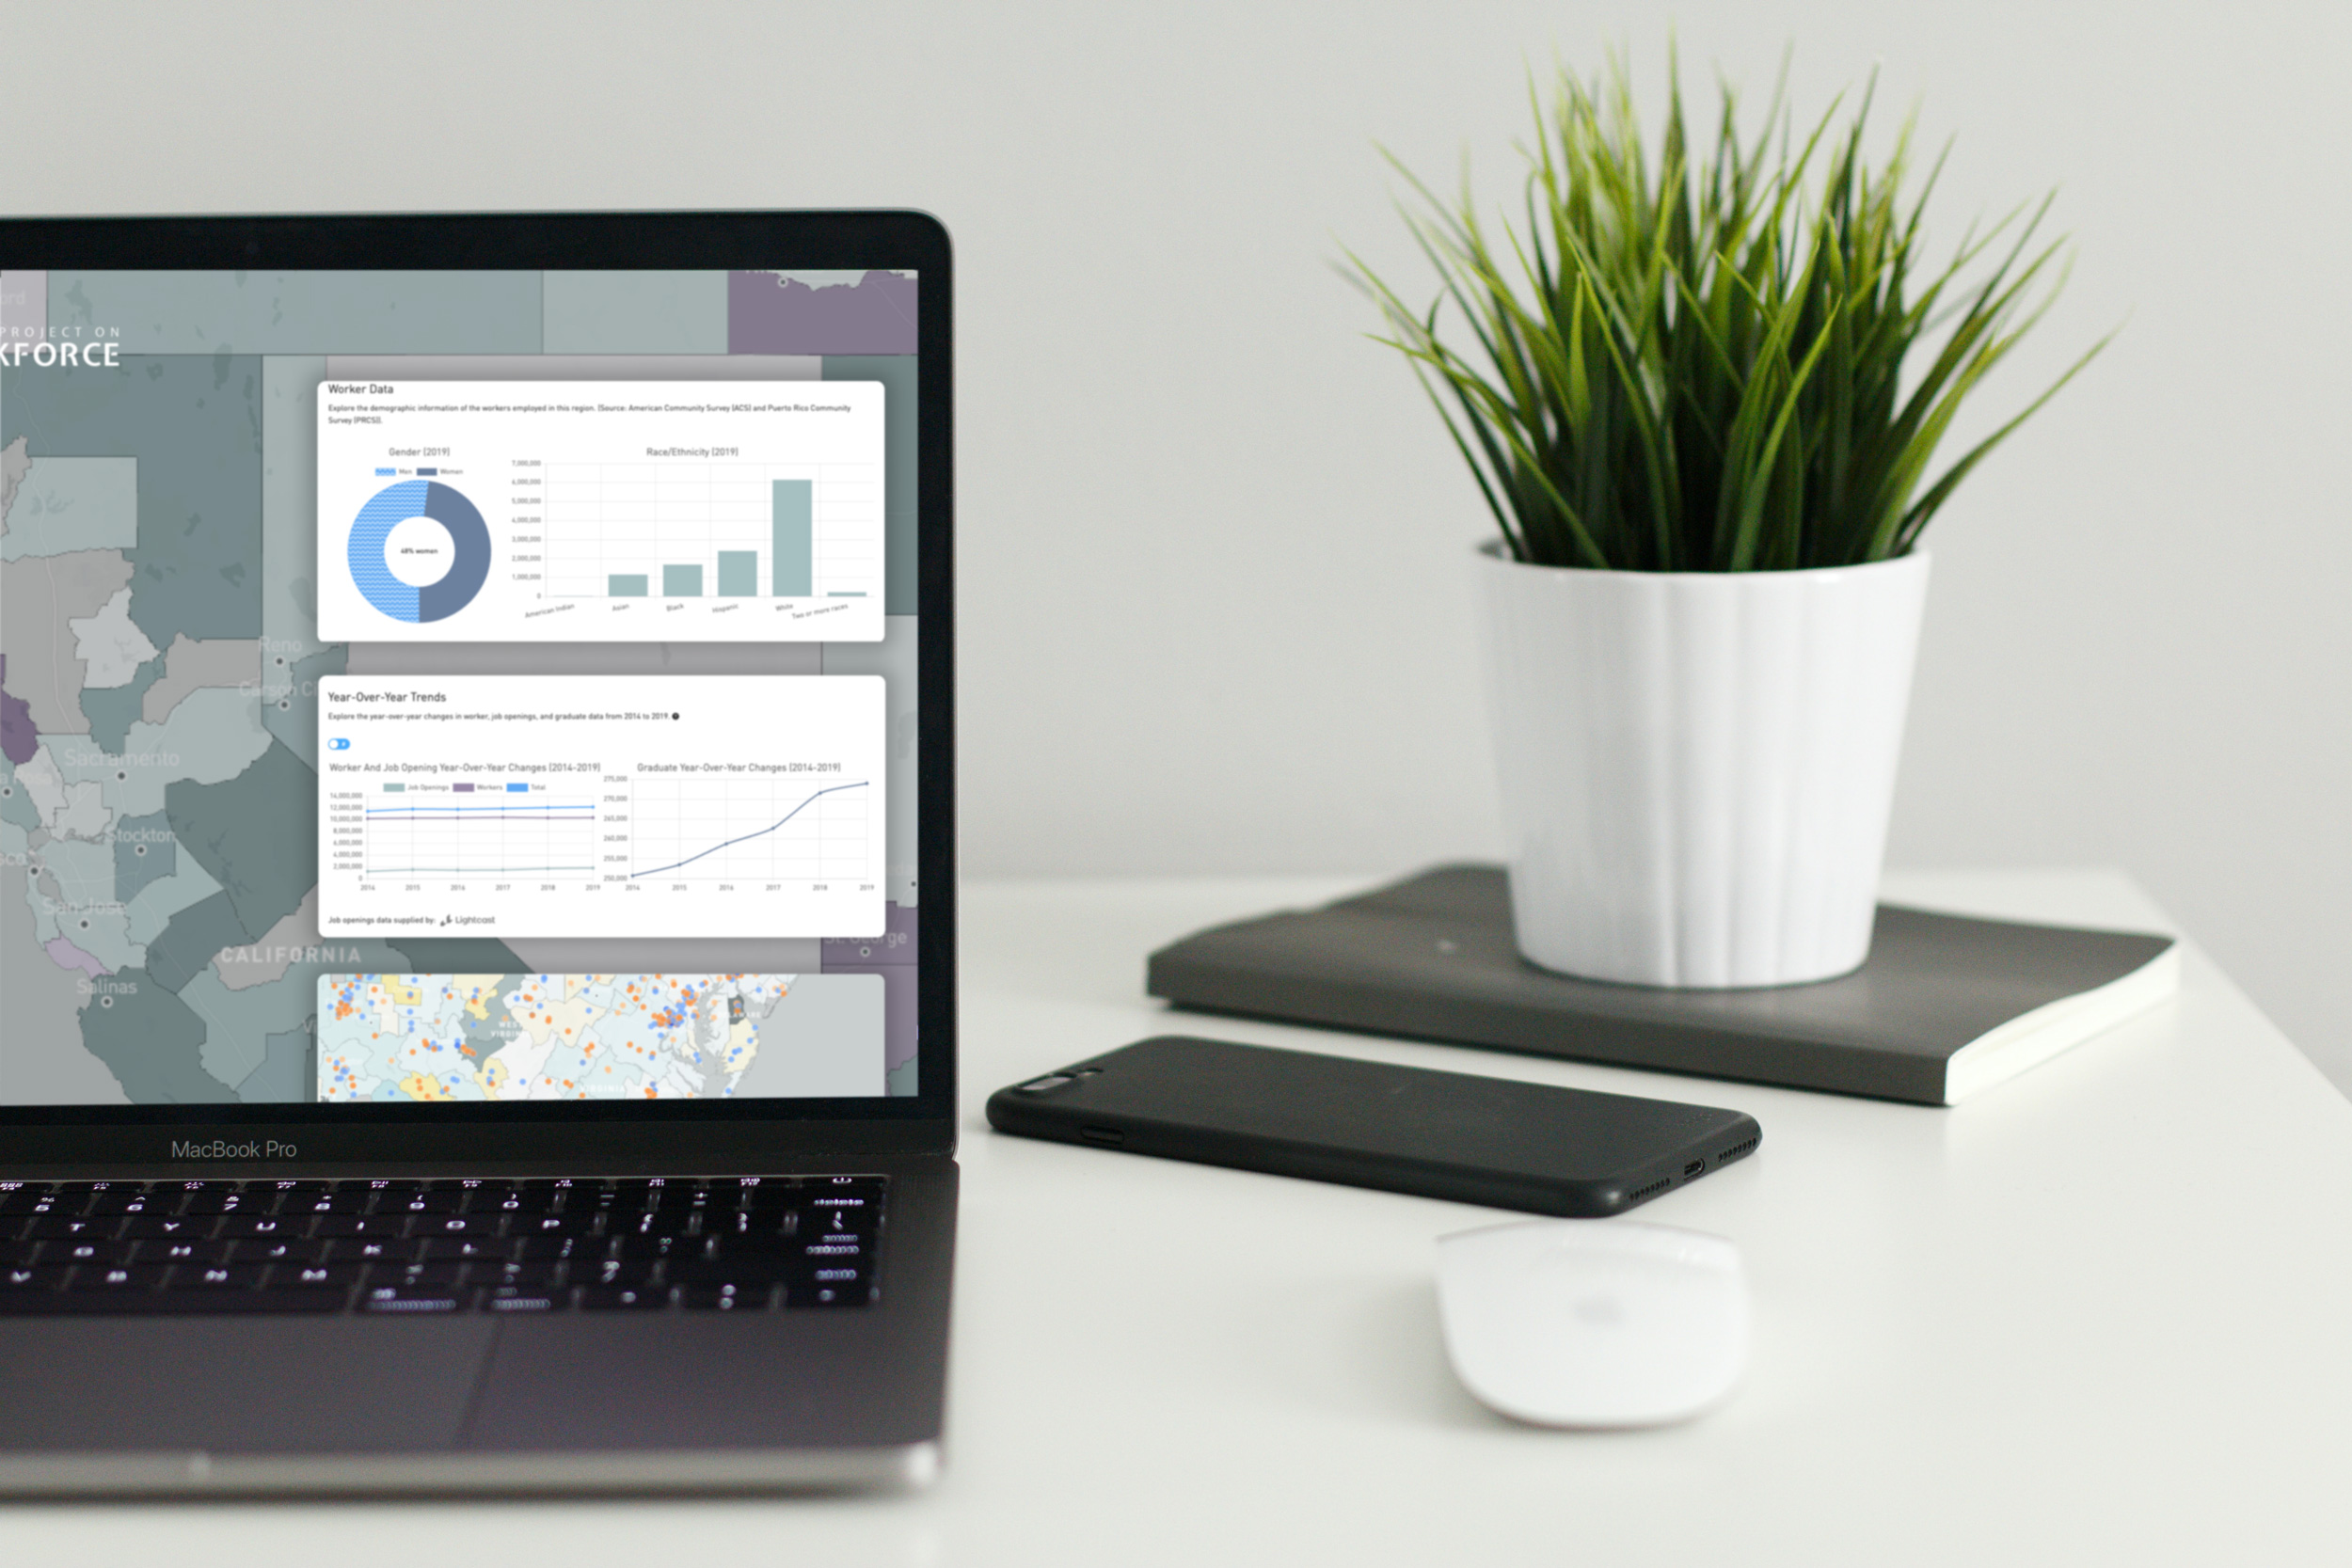 PROJECT ON
KFORCE
Worker Data
Explore the demographic information of the workers employed in this region. (Source: American Community Survey (ACS) and Puerto Rico Community
Survey (PRCS)).
Gender (2019)
Men Women
48% women
Race/Ethnicity (2019)
7,000,000
6,000,000
5,000,000
4,000,000
3,000,000
2,000,000
1,000,000
0
American Indian
Asian
Black
Hispanic
White
Two or more races
Year-Over-Year Trends
Explore the year-over-year changes in worker, job openings, and graduate data from 2014 to 2019.
Worker And Job Opening Year-Over-Year Changes (2014-2019)
Job Openings Workers Total
14,000,000
12,000,000
10,000,000
8,000,000
6,000,000
4,000,000
2,000,000
0
2014 2015 2016 2017 2018 2019
Graduate Year-Over-Year Changes (2014-2019)
275,000
270,000
265,000
260,000
255,000
250,000
2014 2015 2016 2017 2018 2019
Job openings data supplied by: Lightcast
Reno
Carson C
Sacramento
Stockton
San Jose
CALIFORNIA
Salinas
St. George
WEST
VIRGIN
VIRGINIA
MacBook Pro
5 6 7 8 9 0
T Y U I O P
G H J K L
V B N M